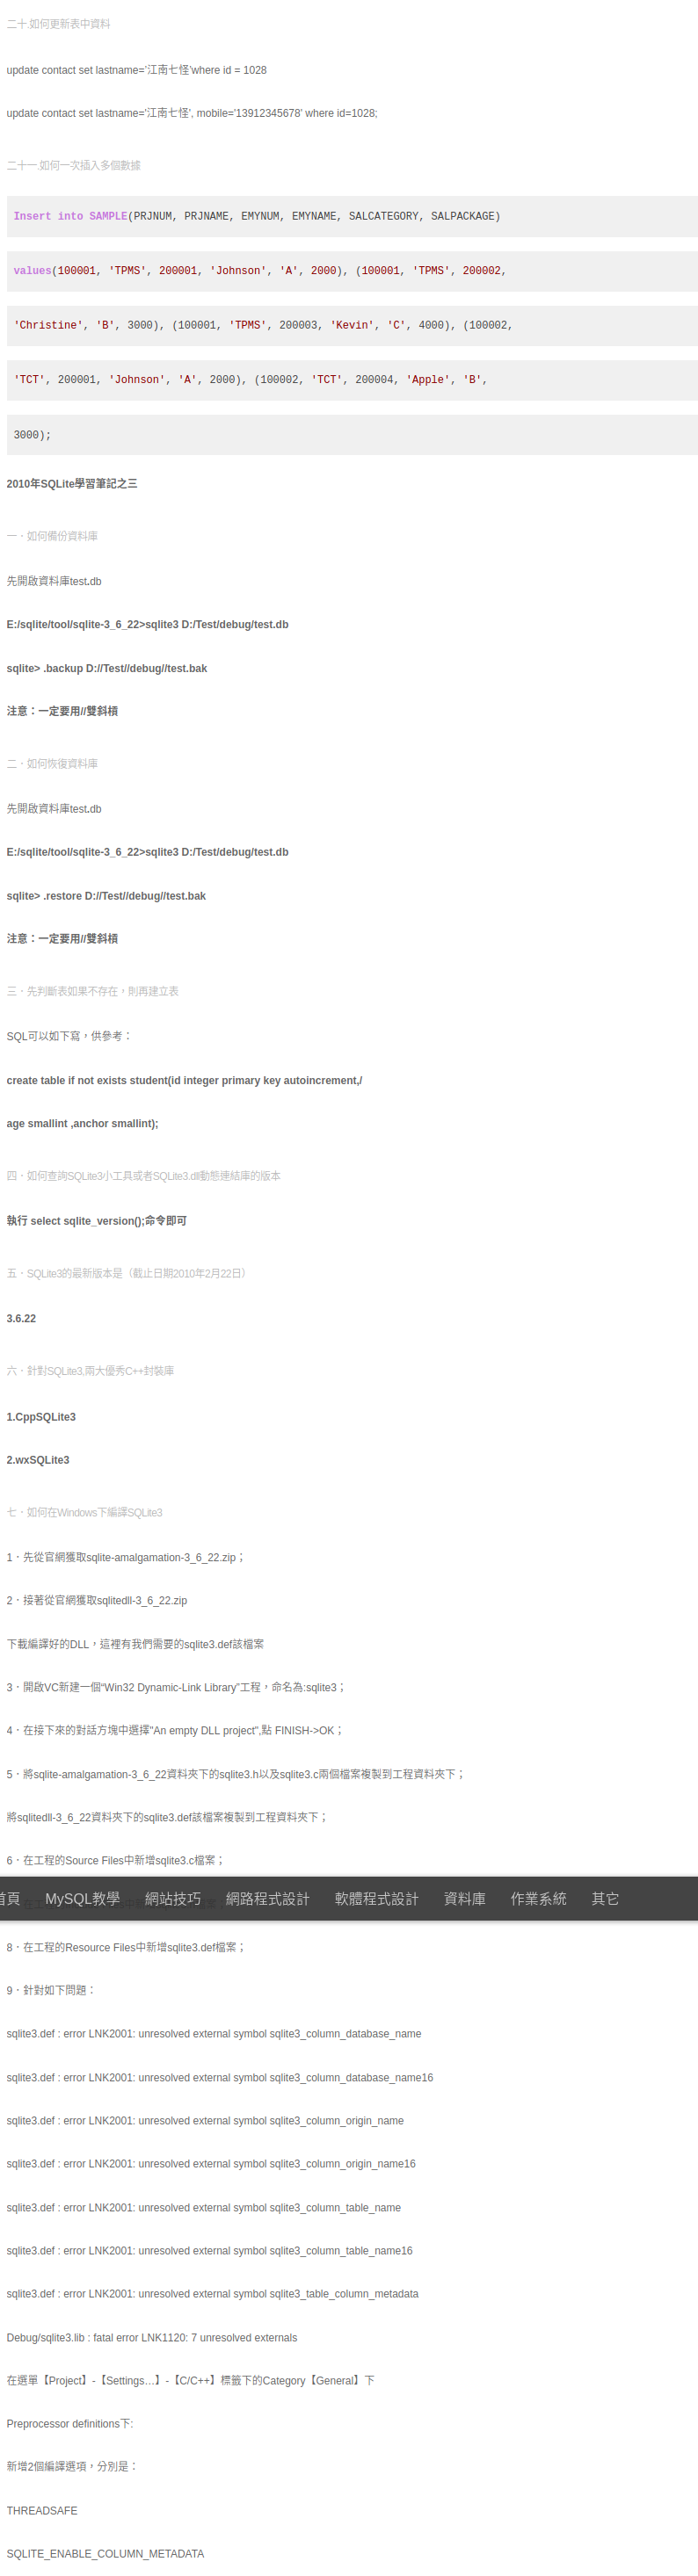 二十.如何更新表中資料
update contact set lastname='江南七怪'where id = 1028
update contact set lastname='江南七怪', mobile='13912345678' where id=1028;
二十一.如何一次插入多個數據
Insert into SAMPLE(PRJNUM, PRJNAME, EMYNUM, EMYNAME, SALCATEGORY, SALPACKAGE)
values(100001, 'TPMS', 200001, 'Johnson', 'A', 2000), (100001, 'TPMS', 200002,
'Christine', 'B', 3000), (100001, 'TPMS', 200003, 'Kevin', 'C', 4000), (100002,
'TCT', 200001, 'Johnson', 'A', 2000), (100002, 'TCT', 200004, 'Apple', 'B',
3000);
2010年SQLite學習筆記之三
一．如何備份資料庫
先開啟資料庫test.db
E:/sqlite/tool/sqlite-3_6_22>sqlite3 D:/Test/debug/test.db
sqlite> .backup D://Test//debug//test.bak
注意：一定要用//雙斜槓
二．如何恢復資料庫
先開啟資料庫test.db
E:/sqlite/tool/sqlite-3_6_22>sqlite3 D:/Test/debug/test.db
sqlite> .restore D://Test//debug//test.bak
注意：一定要用//雙斜槓
三．先判斷表如果不存在，則再建立表
SQL可以如下寫，供參考：
create table if not exists student(id integer primary key autoincrement,/
age smallint ,anchor smallint);
四．如何查詢SQLite3小工具或者SQLite3.dll動態連結庫的版本
執行 select sqlite_version();命令即可
五．SQLite3的最新版本是（截止日期2010年2月22日）
3.6.22
六．針對SQLite3,兩大優秀C++封裝庫
1.CppSQLite3
2.wxSQLite3
七．如何在Windows下編譯SQLite3
1．先從官網獲取sqlite-amalgamation-3_6_22.zip；
2．接著從官網獲取sqlitedll-3_6_22.zip
下載編譯好的DLL，這裡有我們需要的sqlite3.def該檔案
3．開啟VC新建一個“Win32 Dynamic-Link Library”工程，命名為:sqlite3；
4．在接下來的對話方塊中選擇"An empty DLL project",點 FINISH->OK；
5．將sqlite-amalgamation-3_6_22資料夾下的sqlite3.h以及sqlite3.c兩個檔案複製到工程資料夾下；
將sqlitedll-3_6_22資料夾下的sqlite3.def該檔案複製到工程資料夾下；
6．在工程的Source Files中新增sqlite3.c檔案；
首頁 MySQL教學 網站技巧 網路程式設計 軟體程式設計 資料庫 作業系統 其它
8．在工程的Resource Files中新增sqlite3.def檔案；
9．針對如下問題：
sqlite3.def : error LNK2001: unresolved external symbol sqlite3_column_database_name
sqlite3.def : error LNK2001: unresolved external symbol sqlite3_column_database_name16
sqlite3.def : error LNK2001: unresolved external symbol sqlite3_column_origin_name
sqlite3.def : error LNK2001: unresolved external symbol sqlite3_column_origin_name16
sqlite3.def : error LNK2001: unresolved external symbol sqlite3_column_table_name
sqlite3.def : error LNK2001: unresolved external symbol sqlite3_column_table_name16
sqlite3.def : error LNK2001: unresolved external symbol sqlite3_table_column_metadata
Debug/sqlite3.lib : fatal error LNK1120: 7 unresolved externals
在選單【Project】-【Settings…】-【C/C++】標籤下的Category【General】下
Preprocessor definitions下:
新增2個編譯選項，分別是：
THREADSAFE
SQLITE_ENABLE_COLUMN_METADATA